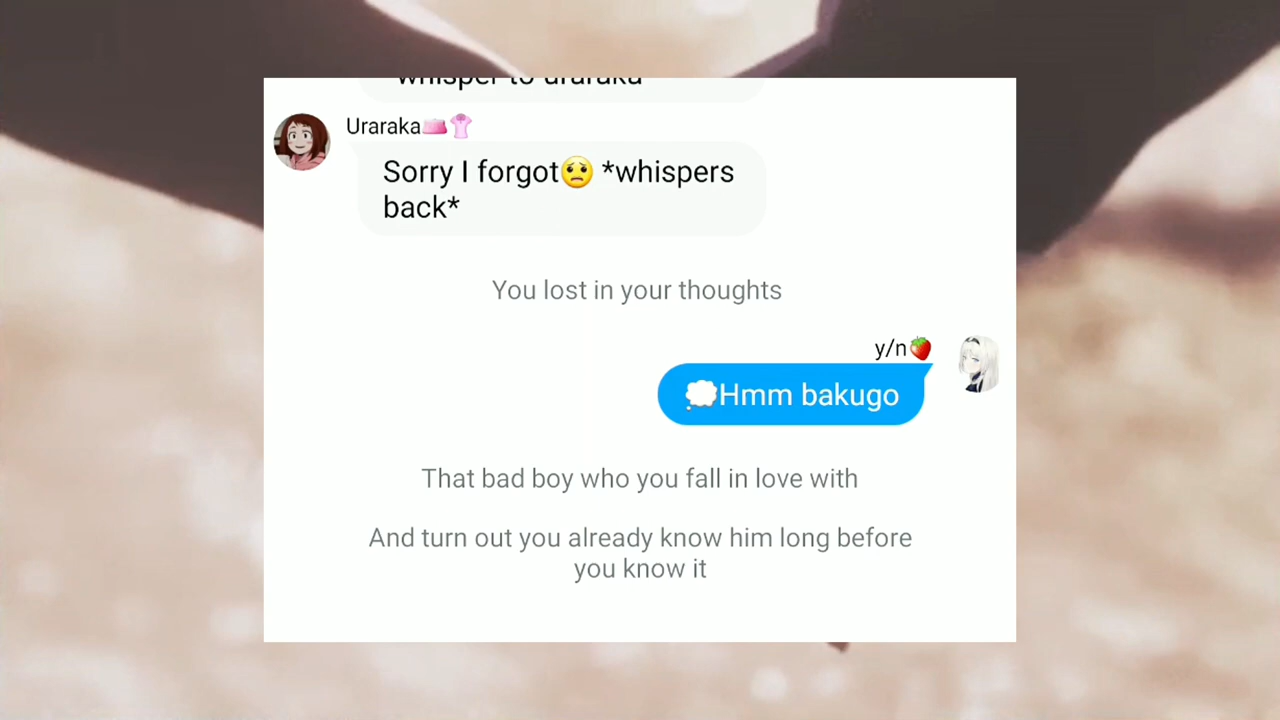 whisper to uraraka
Uraraka👛👚
Sorry I forgot😟 *whispers
back*
You lost in your thoughts
y/n🍓
💭Hmm bakugo
That bad boy who you fall in love with
And turn out you already know him long before
you know it